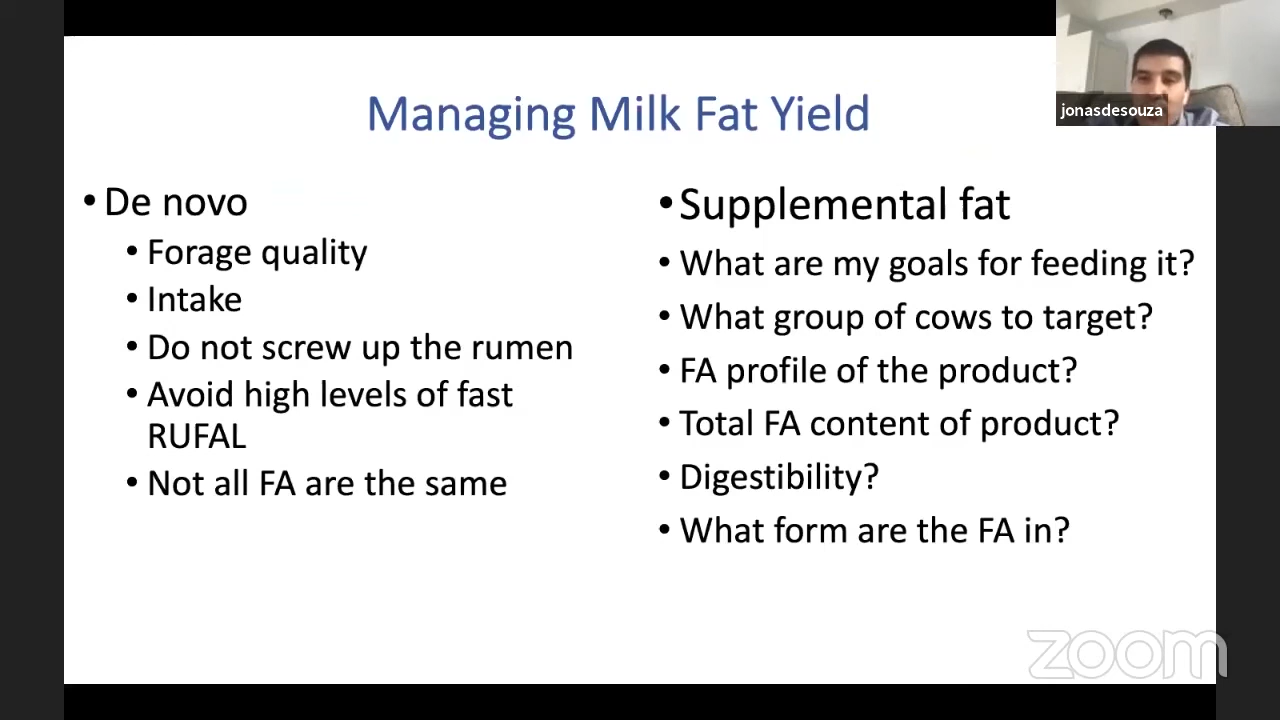 Managing Milk Fat Yield
jonasdesouza
• De novo
• Forage quality
• Intake
• Do not screw up the rumen
• Avoid high levels of fast
RUFAL
• Not all FA are the same
• Supplemental fat
• What are my goals for feeding it?
• What group of cows to target?
• FA profile of the product?
• Total FA content of product?
• Digestibility?
• What form are the FA in?
zoom